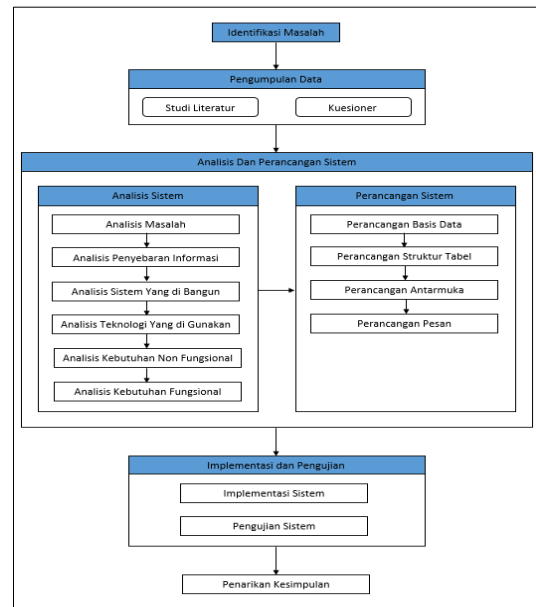 Identifikasi Masalah
Pengumpulan Data
Studi Literatur
Kuesioner
Analisis Dan Perancangan Sistem
Analisis Sistem
Analisis Masalah
Analisis Penyebaran Informasi
Analisis Sistem Yang di Bangun
Analisis Teknologi Yang di Gunakan
Analisis Kebutuhan Non Fungsional
Analisis Kebutuhan Fungsional
Perancangan Sistem
Perancangan Basis Data
Perancangan Struktur Tabel
Perancangan Antarmuka
Perancangan Pesan
Implementasi dan Pengujian
Implementasi Sistem
Pengujian Sistem
Penarikan Kesimpulan